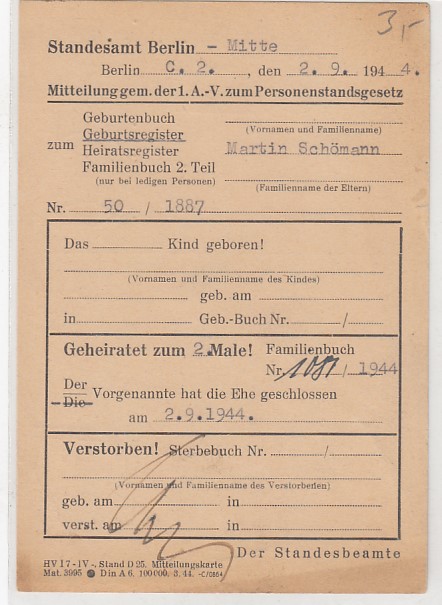 3,-
Standesamt Berlin - Mitte
Berlin C. 2., den 2. 9. 1944.
Mitteilung gem. der 1. A.-V. zum Personenstandsgesetz
Geburtenbuch
(Vornamen und Familienname)
zum Geburtsregister
Heiratsregister Martin Schömann
Familienbuch 2. Teil
(nur bei ledigen Personen) (Familienname der Eltern)
Nr. 50 / 1887
Das Kind geboren!
(Vornamen und Familienname des Kindes)
geb. am
in Geb.-Buch Nr. /
Geheiratet zum 2. Male! Familienbuch
Nr. 1081 / 1944
Der
Die Vorgenannte hat die Ehe geschlossen
am 2.9.1944.
Verstorben! Sterbebuch Nr. /
(Vornamen und Familienname des Verstorbenen)
geb. am in
verst. am in
Der Standesbeamte
HV I 7 - IV -. Stand D 25. Mitteilungskarte
Mat. 3995 Din A 6. 100 000. 3. 44.